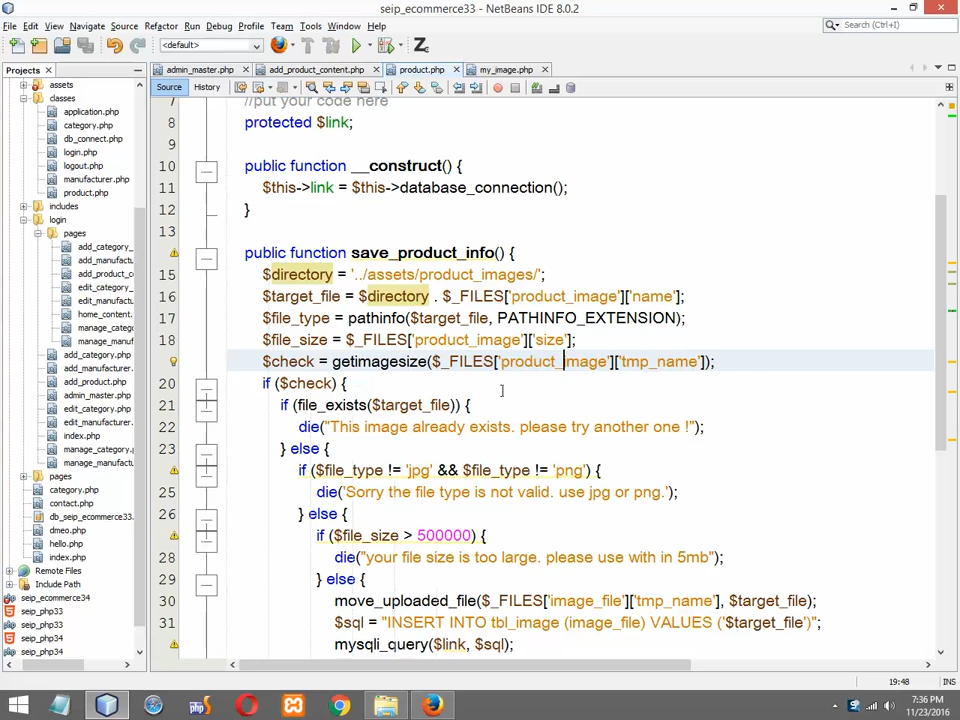 seip_ecommerce33 - NetBeans IDE 8.0.2
File Edit View Navigate Source Refactor Run Debug Profile Team Tools Window Help
Search (Ctrl+I)
<default>
Projects
admin_master.php
add_product_content.php
product.php
my_image.php
Source History
assets
classes
application.php
category.php
db_connect.php
login.php
logout.php
manufacturer.php
product.php
includes
login
pages
add_category_
add_manufactu
add_product_c
edit_category_
edit_manufactu
home_content.
manage_categ
manage_manu
add_category.php
add_manufacturer.
add_product.php
admin_master.php
edit_category.php
edit_manufacturer.
index.php
manage_category.
manage_manufact
pages
category.php
contact.php
db_seip_ecommerce33.
dmeo.php
hello.php
index.php
Remote Files
Include Path
seip_ecommerce34
seip_php33
seip_php33
seip_php34
seip_php34
7 //put your code here
8 protected $link;
9
10 public function __construct() {
11 $this->link = $this->database_connection();
12 }
13
public function save_product_info() {
15 $directory = '../assets/product_images/';
16 $target_file = $directory . $_FILES['product_image']['name'];
17 $file_type = pathinfo($target_file, PATHINFO_EXTENSION);
18 $file_size = $_FILES['product_image']['size'];
$check = getimagesize($_FILES['product_image']['tmp_name']);
20 if ($check) {
21 if (file_exists($target_file)) {
22 die("This image already exists. please try another one !");
23 } else {
if ($file_type != 'jpg' && $file_type != 'png') {
25 die('Sorry the file type is not valid. use jpg or png.');
26 } else {
if ($file_size > 500000) {
28 die("your file size is too large. please use with in 5mb");
29 } else {
30 move_uploaded_file($_FILES['image_file']['tmp_name'], $target_file);
31 $sql = "INSERT INTO tbl_image (image_file) VALUES ('$target_file')";
mysqli_query($link, $sql);
19:48 INS
7:36 PM
11/23/2016